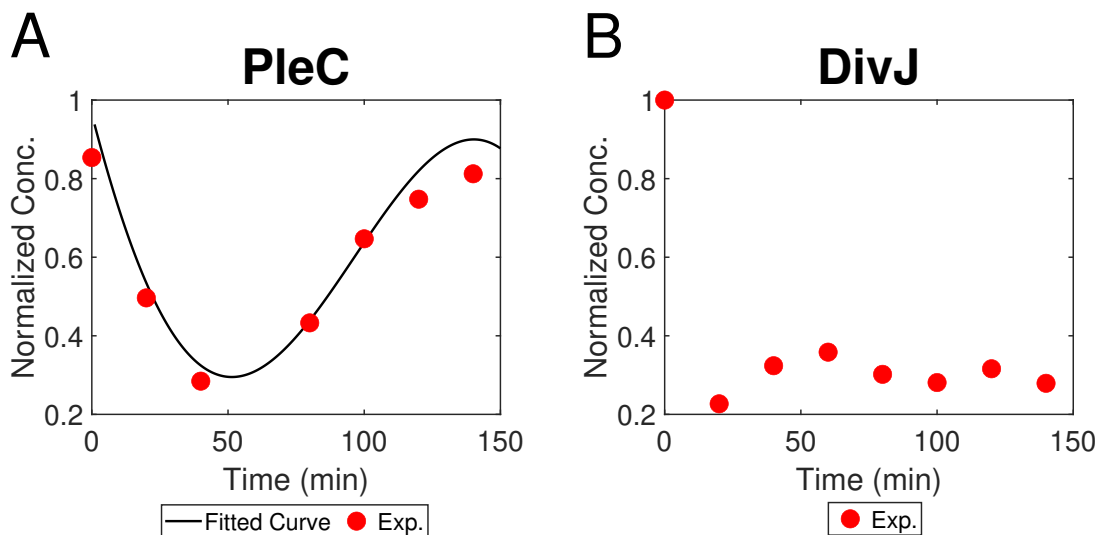 A
PleC
Normalized Conc.
1
0.8
0.6
0.4
0.2
0 50 100 150
Time (min)
Fitted Curve Exp.
B
DivJ
Normalized Conc.
1
0.8
0.6
0.4
0.2
0 50 100 150
Time (min)
Exp.